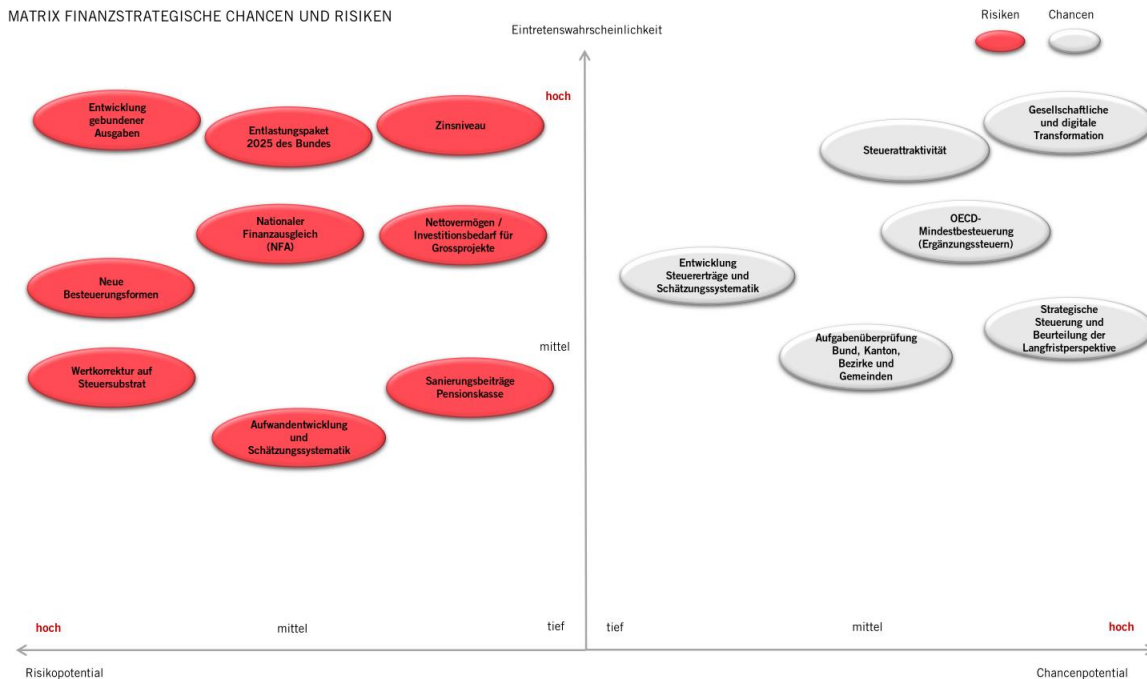 MATRIX FINANZSTRATEGISCHE CHANCEN UND RISIKEN
Risiken
Chancen
Eintretenswahrscheinlichkeit
hoch
Entwicklung
gebundener
Ausgaben
Entlastungspaket
2025 des Bundes
Zinsniveau
Nationaler
Finanzausgleich
(NFA)
Nettovermögen /
Investitionsbedarf für
Grossprojekte
Neue
Besteuerungsformen
mittel
Wertkorrektur auf
Steuersubstrat
Sanierungsbeiträge
Pensionskasse
Aufwandentwicklung
und
Schätzungssystematik
Gesellschaftliche
und digitale
Transformation
Steuerattraktivität
OECD-
Mindestbesteuerung
(Ergänzungssteuern)
Entwicklung
Steuererträge und
Schätzungssystematik
Strategische
Steuerung und
Beurteilung der
Langfristperspektive
Aufgabenüberprüfung
Bund, Kanton,
Bezirke und
Gemeinden
hoch
mittel
tief
tief
mittel
hoch
Risikopotential
Chancenpotential